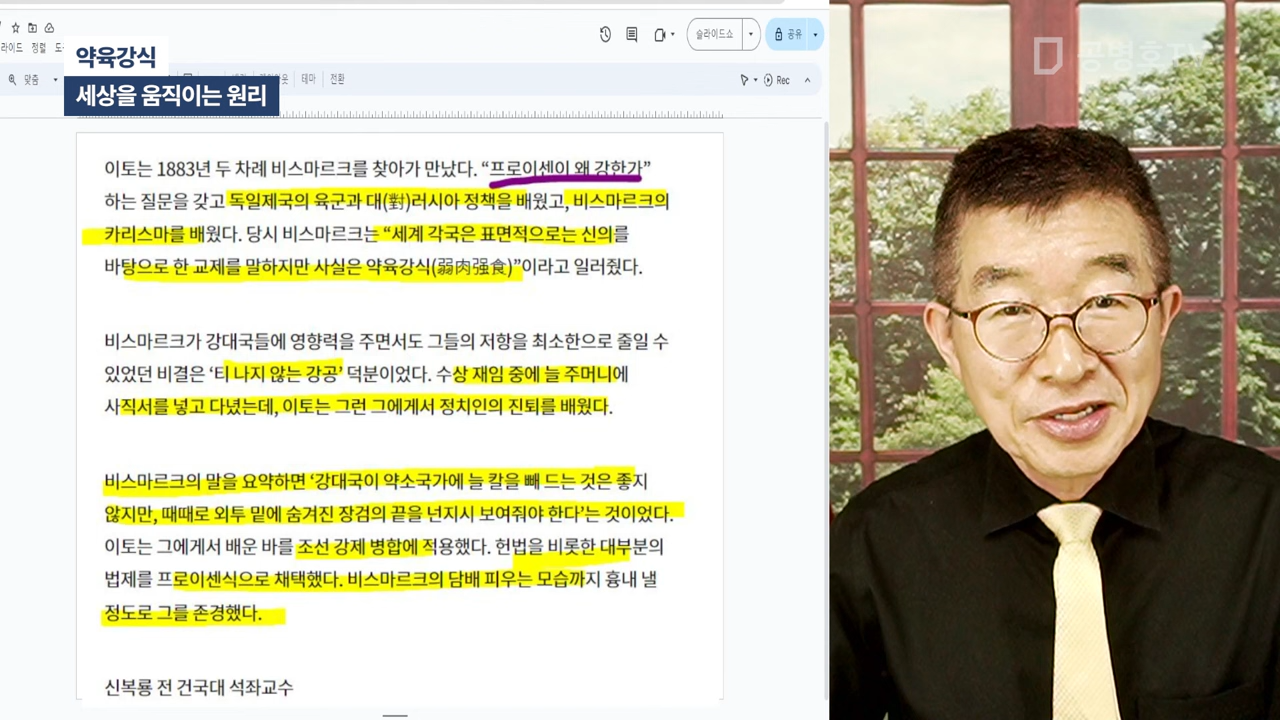 약육강식
세상을 움직이는 원리
라이드 정렬 도
맞춤
테마 전환
슬라이드쇼
공유
Rec
공병호TV
이토는 1883년 두 차례 비스마르크를 찾아가 만났다. “프로이센이 왜 강한가”
하는 질문을 갖고 독일제국의 육군과 대(對)러시아 정책을 배웠고, 비스마르크의
카리스마를 배웠다. 당시 비스마르크는 “세계 각국은 표면적으로는 신의를
바탕으로 한 교제를 말하지만 사실은 약육강식(弱肉强食)”이라고 일러줬다.
비스마르크가 강대국들에 영향력을 주면서도 그들의 저항을 최소한으로 줄일 수
있었던 비결은 ‘티 나지 않는 강공’ 덕분이었다. 수상 재임 중에 늘 주머니에
사직서를 넣고 다녔는데, 이토는 그런 그에게서 정치인의 진퇴를 배웠다.
비스마르크의 말을 요약하면 ‘강대국이 약소국가에 늘 칼을 빼 드는 것은 좋지
않지만, 때때로 외투 밑에 숨겨진 장검의 끝을 넌지시 보여줘야 한다’는 것이었다.
이토는 그에게서 배운 바를 조선 강제 병합에 적용했다. 헌법을 비롯한 대부분의
법제를 프로이센식으로 채택했다. 비스마르크의 담배 피우는 모습까지 흉내 낼
정도로 그를 존경했다.
신복룡 전 건국대 석좌교수